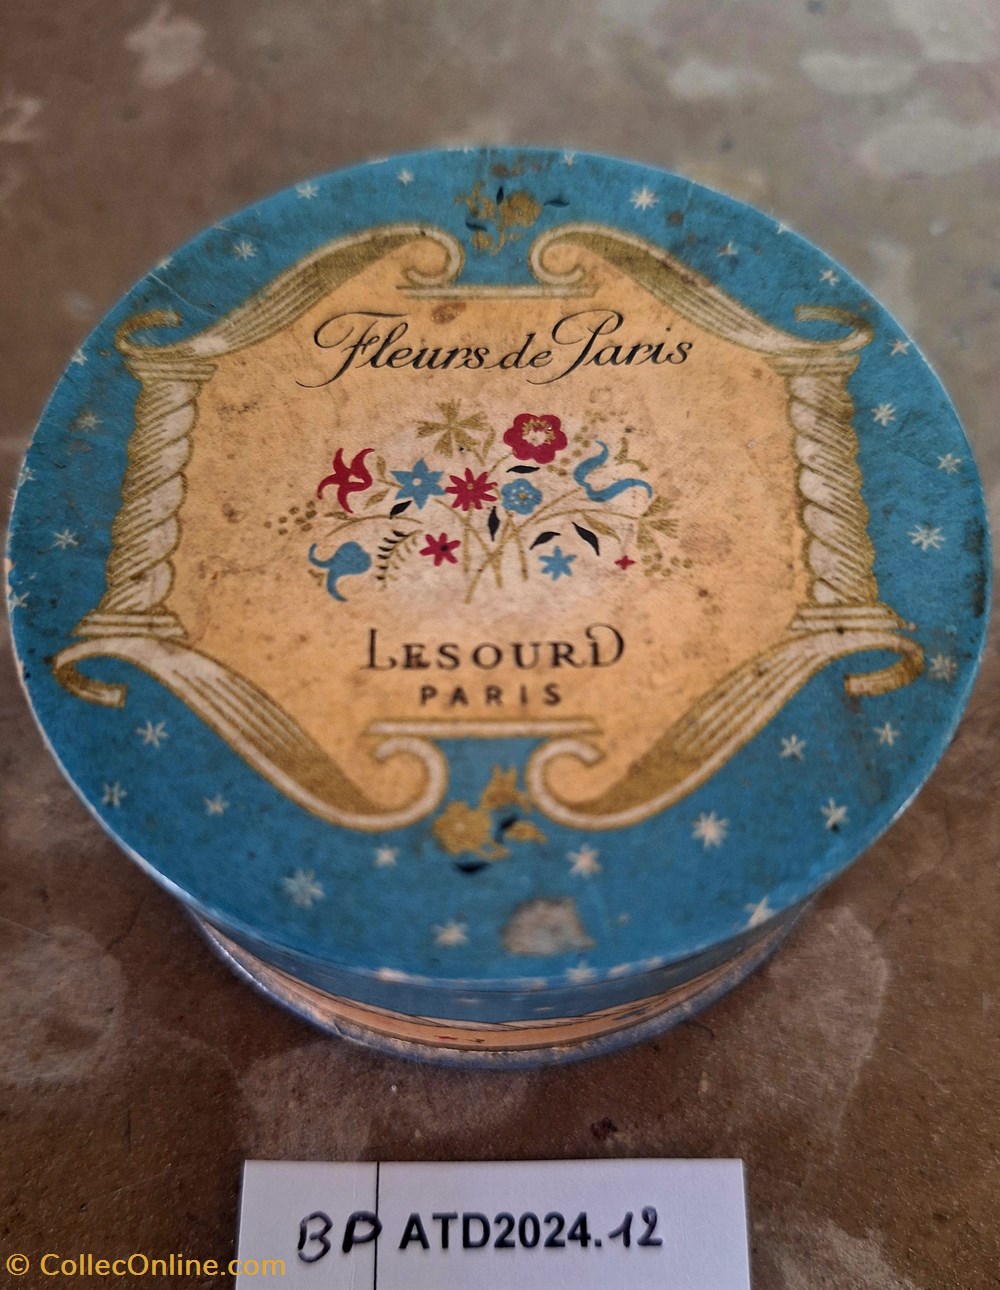 Fleurs de Paris
LESOURD
PARIS
BP ATD2024.12
© CollecOnline.com